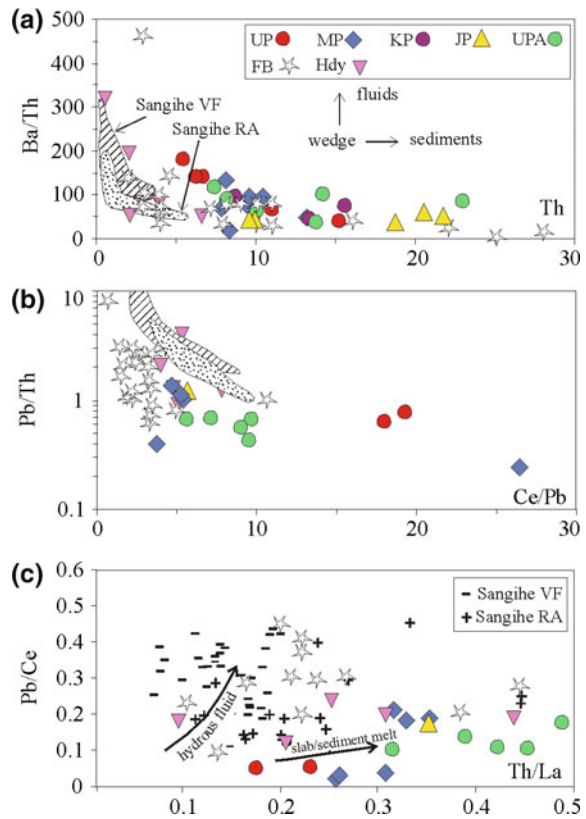 (a)
500
400
300
200
100
0
Ba/Th
UP MP KP JP UPA
FB Hdy
Sangihe VF
Sangihe RA
fluids
wedge sediments
Th
0 10 20 30
(b)
10
1
0.1
Pb/Th
Ce/Pb
0 10 20 30
(c)
0.6
0.5
0.4
0.3
0.2
0.1
0
Pb/Ce
Sangihe VF
Sangihe RA
hydrous fluid
slab/sediment melt
Th/La
0.1 0.2 0.3 0.4 0.5